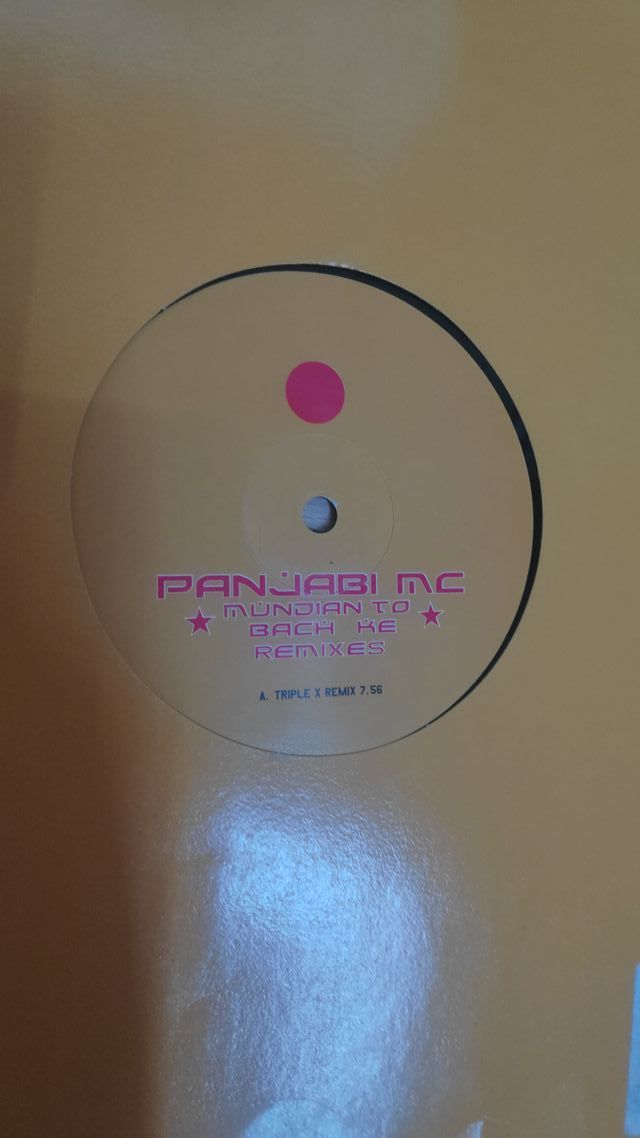 PANJABI MC
MUNDIAN TO
BACH KE
REMIXES
A. TRIPLE X REMIX 7.56